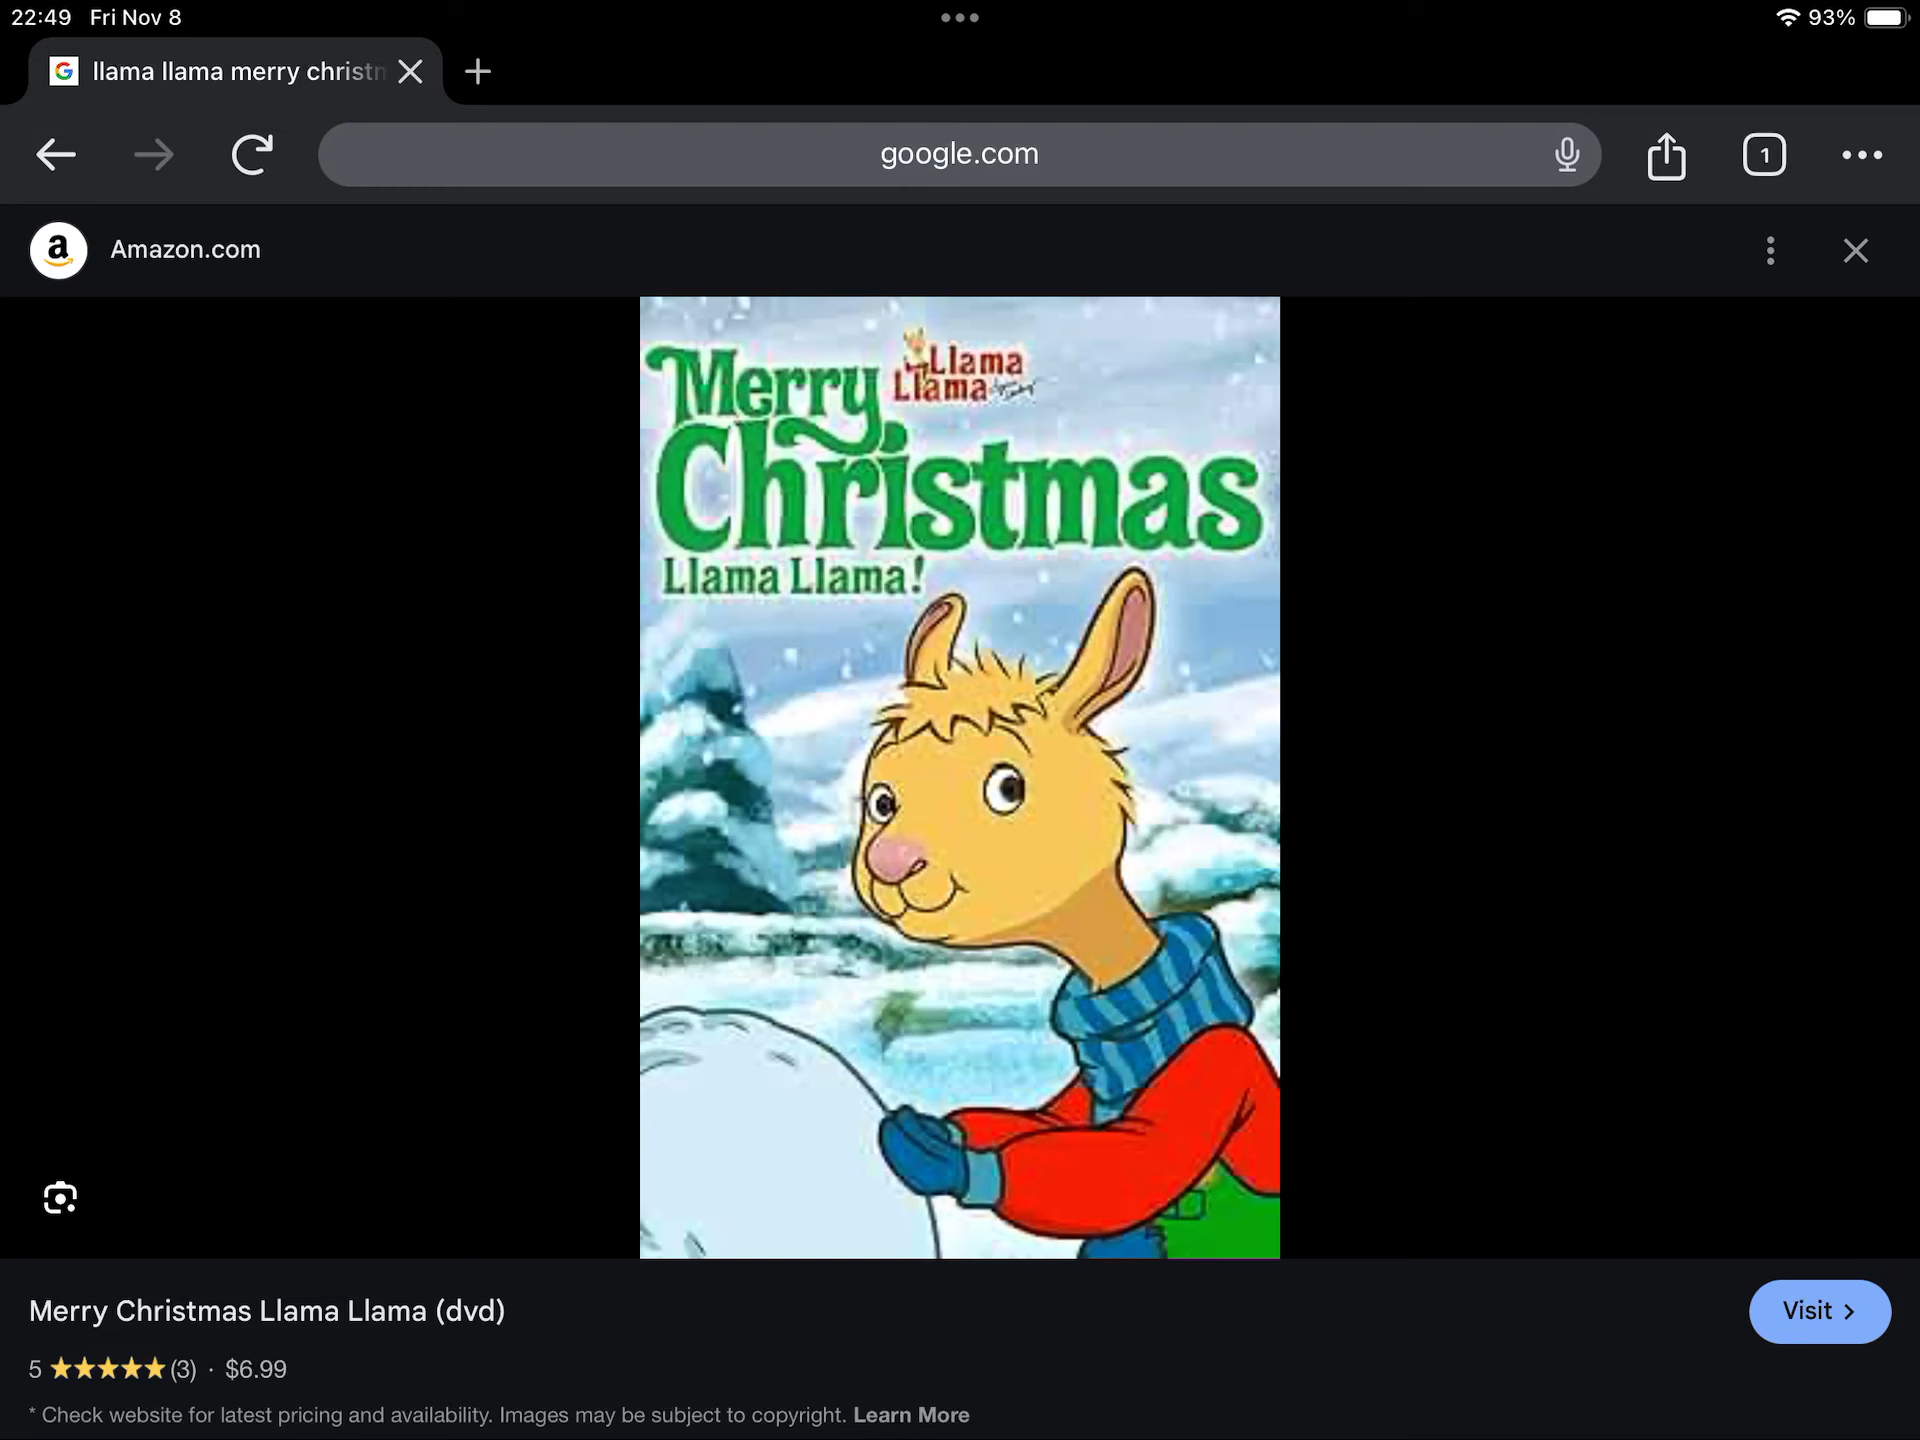 22:49 Fri Nov 8
93%
llama llama merry christm
google.com
1
Amazon.com
Llama
Merry Llama
Christmas
Llama Llama!
Merry Christmas Llama Llama (dvd)
Visit
5 ★★★★★ (3) · $6.99
* Check website for latest pricing and availability. Images may be subject to copyright. Learn More